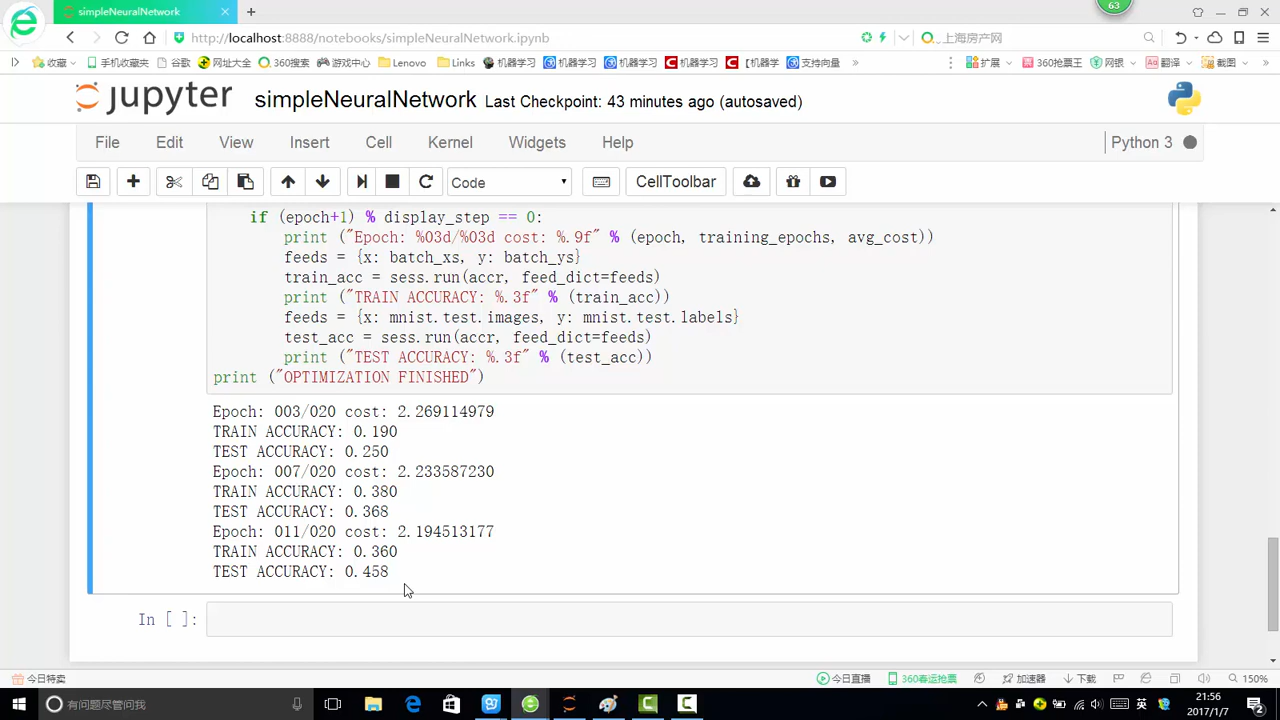 simpleNeuralNetwork
63
http://localhost:8888/notebooks/simpleNeuralNetwork.ipynb
上海房产网
收藏 手机收藏夹 谷歌 网址大全 360搜索 游戏中心 Lenovo Links 机器学习 机器学习 机器学习 机器学习 【机器学 支持向量 » 扩展 360抢票王 网银 翻译 截图 »
jupyter simpleNeuralNetwork Last Checkpoint: 43 minutes ago (autosaved)
File Edit View Insert Cell Kernel Widgets Help Python 3
Code CellToolbar
if (epoch+1) % display_step == 0:
print ("Epoch: %03d/%03d cost: %.9f" % (epoch, training_epochs, avg_cost))
feeds = {x: batch_xs, y: batch_ys}
train_acc = sess.run(accr, feed_dict=feeds)
print ("TRAIN ACCURACY: %.3f" % (train_acc))
feeds = {x: mnist.test.images, y: mnist.test.labels}
test_acc = sess.run(accr, feed_dict=feeds)
print ("TEST ACCURACY: %.3f" % (test_acc))
print ("OPTIMIZATION FINISHED")
Epoch: 003/020 cost: 2.269114979
TRAIN ACCURACY: 0.190
TEST ACCURACY: 0.250
Epoch: 007/020 cost: 2.233587230
TRAIN ACCURACY: 0.380
TEST ACCURACY: 0.368
Epoch: 011/020 cost: 2.194513177
TRAIN ACCURACY: 0.360
TEST ACCURACY: 0.458
In [ ]:
今日特卖 今日直播 360春运抢票 加速器 下载 150%
有问题尽管问我 英 21:56
2017/1/7